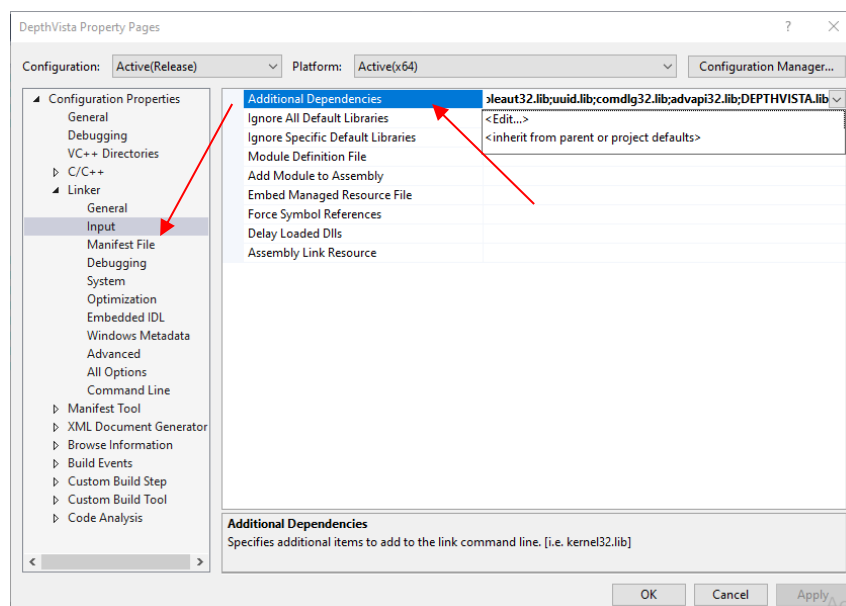 DepthVista Property Pages
? ×
Configuration: Active(Release) Platform: Active(x64) Configuration Manager...
Configuration Properties
General
Debugging
VC++ Directories
C/C++
Linker
General
Input
Manifest File
Debugging
System
Optimization
Embedded IDL
Windows Metadata
Advanced
All Options
Command Line
Manifest Tool
XML Document Generator
Browse Information
Build Events
Custom Build Step
Custom Build Tool
Code Analysis
Additional Dependencies leaut32.lib;uuid.lib;comdlg32.lib;advapi32.lib;DEPTHVISTA.lib
Ignore All Default Libraries <Edit...>
Ignore Specific Default Libraries <inherit from parent or project defaults>
Module Definition File
Add Module to Assembly
Embed Managed Resource File
Force Symbol References
Delay Loaded Dlls
Assembly Link Resource
Additional Dependencies
Specifies additional items to add to the link command line. [i.e. kernel32.lib]
OK Cancel Apply